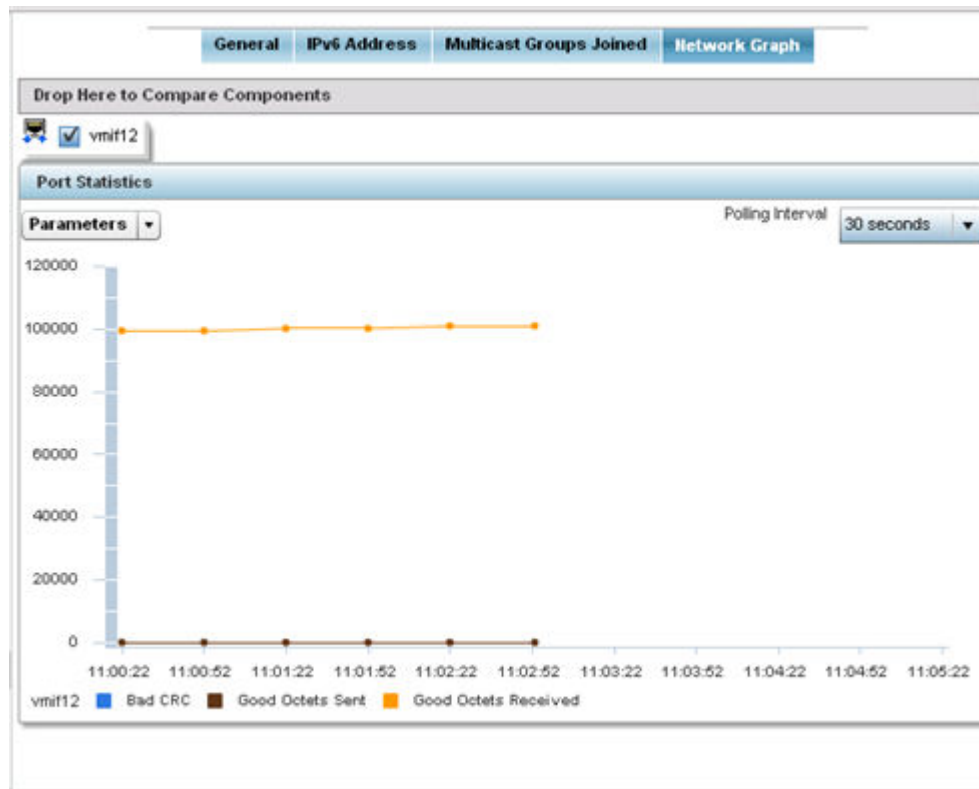 General IPv6 Address Multicast Groups Joined Network Graph
Drop Here to Compare Components
vmif12
Port Statistics
Parameters Polling Interval 30 seconds
120000
100000
80000
60000
40000
20000
0
11:00:22 11:00:52 11:01:22 11:01:52 11:02:22 11:02:52 11:03:22 11:03:52 11:04:22 11:04:52 11:05:22
vmif12 Bad CRC Good Octets Sent Good Octets Received